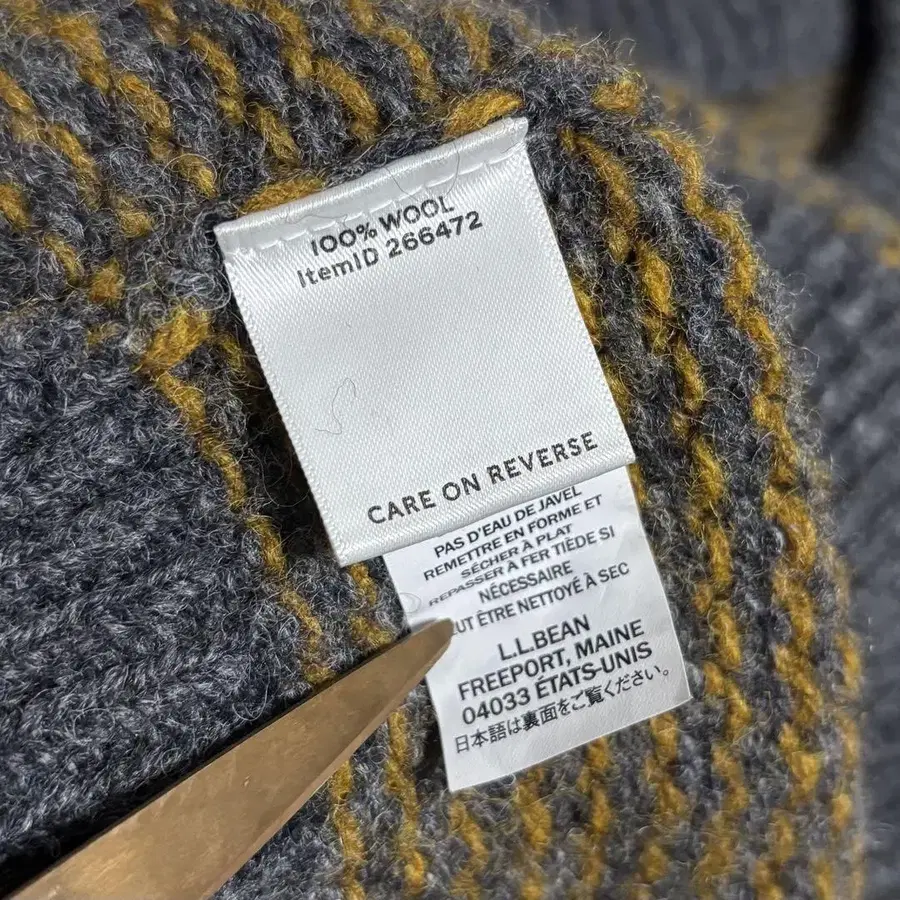 100% WOOL
ItemID 266472
CARE ON REVERSE
PAS D'EAU DE JAVEL
REMETTRE EN FORME ET
SÉCHER À PLAT
REPASSER À FER TIÈDE SI
NÉCESSAIRE
ÊTRE NETTOYÉ À SEC
L.L.BEAN
FREEPORT, MAINE
04033 ÉTATS-UNIS
日本語は裏面をご覧ください。